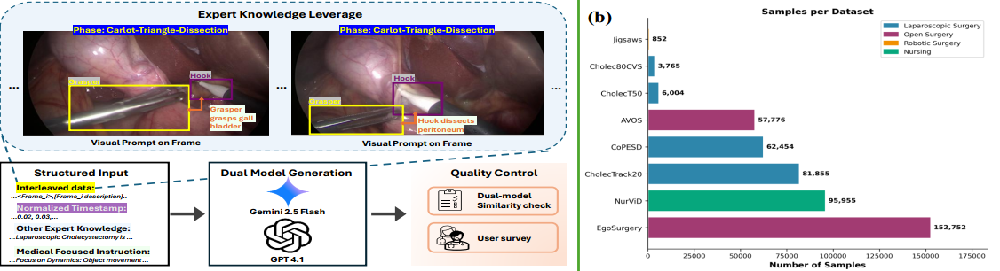 Expert Knowledge Leverage
Phase: Carlot-Triangle-Dissection
Phase: Carlot-Triangle-Dissection
Grasper
Hook
Grasper
grasps gall
bladder
Hook
Grasper
Hook dissects
peritoneum
...
...
...
Visual Prompt on Frame
Visual Prompt on Frame
Structured Input
Interleaved data:
...<Frame_i>,{Frame_i description}..
Normalized Timestamp:
...0.02, 0.03,...
Other Expert Knowledge:
...Laparoscopic Cholecystectomy is ...
Medical Focused Instruction:
...Focus on Dynamics: Object movement ...
Dual Model Generation
Gemini 2.5 Flash
GPT 4.1
Quality Control
Dual-model
Similarity check
User survey
(b)
Samples per Dataset
Laparoscopic Surgery
Open Surgery
Robotic Surgery
Nursing
Jigsaws 852
Cholec80CVS 3,765
CholecT50 6,004
AVOS 57,776
CoPESD 62,454
CholecTrack20 81,855
NurViD 95,955
EgoSurgery 152,752
0 25000 50000 75000 100000 125000 150000 175000
Number of Samples